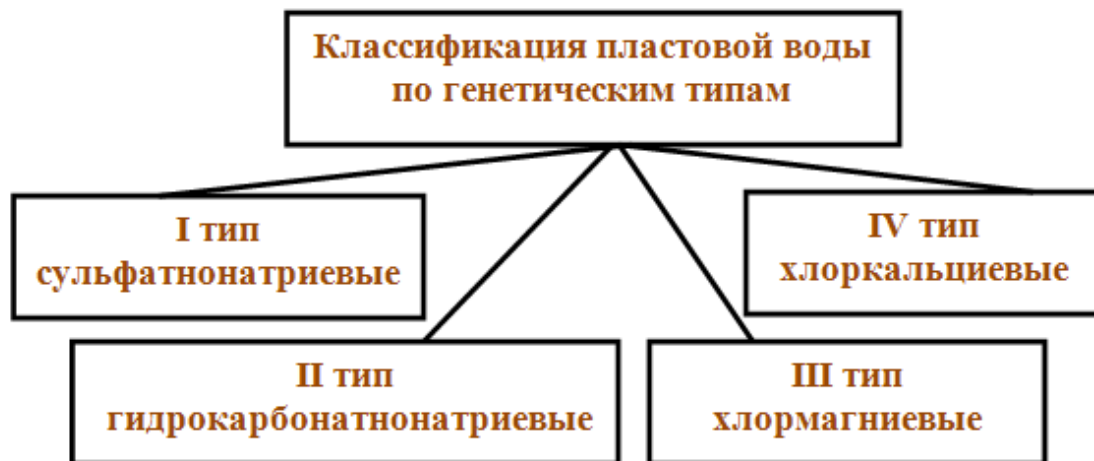 Классификация пластовой воды
по генетическим типам
I тип
сульфатнонатриевые
IV тип
хлоркальциевые
II тип
гидрокарбонатнонатриевые
III тип
хлормагниевые